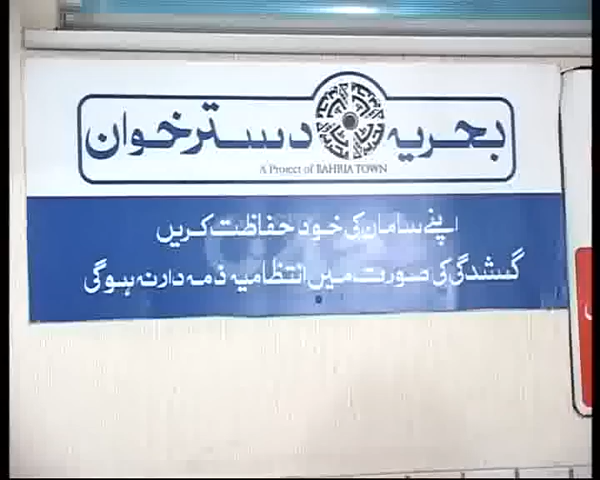 بحریہ دسترخوان
A Project of BAHRIA TOWN
اپنے سامان کی خود حفاظت کریں
گمشدگی کی صورت میں انتظامیہ ذمہ دار نہ ہوگی